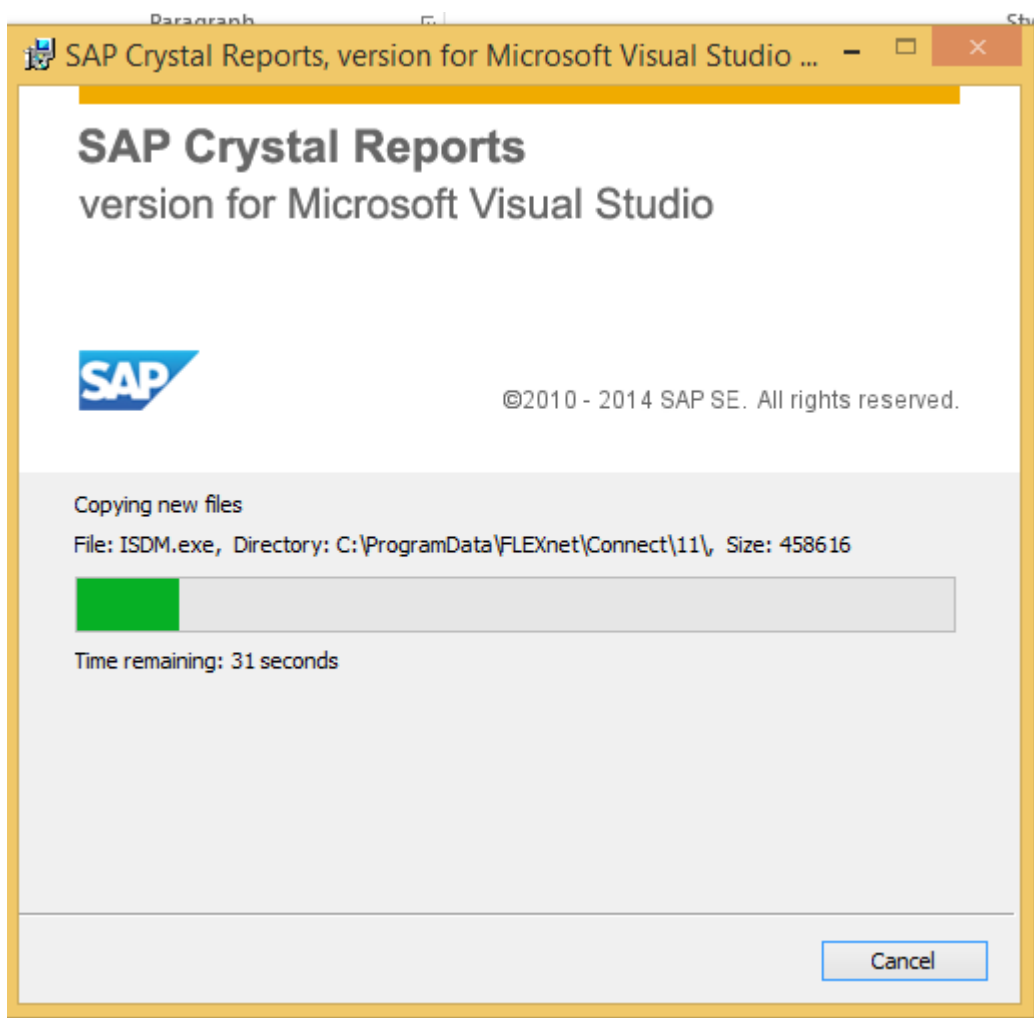 Paragraph
SAP Crystal Reports, version for Microsoft Visual Studio ...
SAP Crystal Reports
version for Microsoft Visual Studio
SAP
©2010 - 2014 SAP SE. All rights reserved.
Copying new files
File: ISDM.exe, Directory: C:\ProgramData\FLEXnet\Connect\11\, Size: 458616
Time remaining: 31 seconds
Cancel